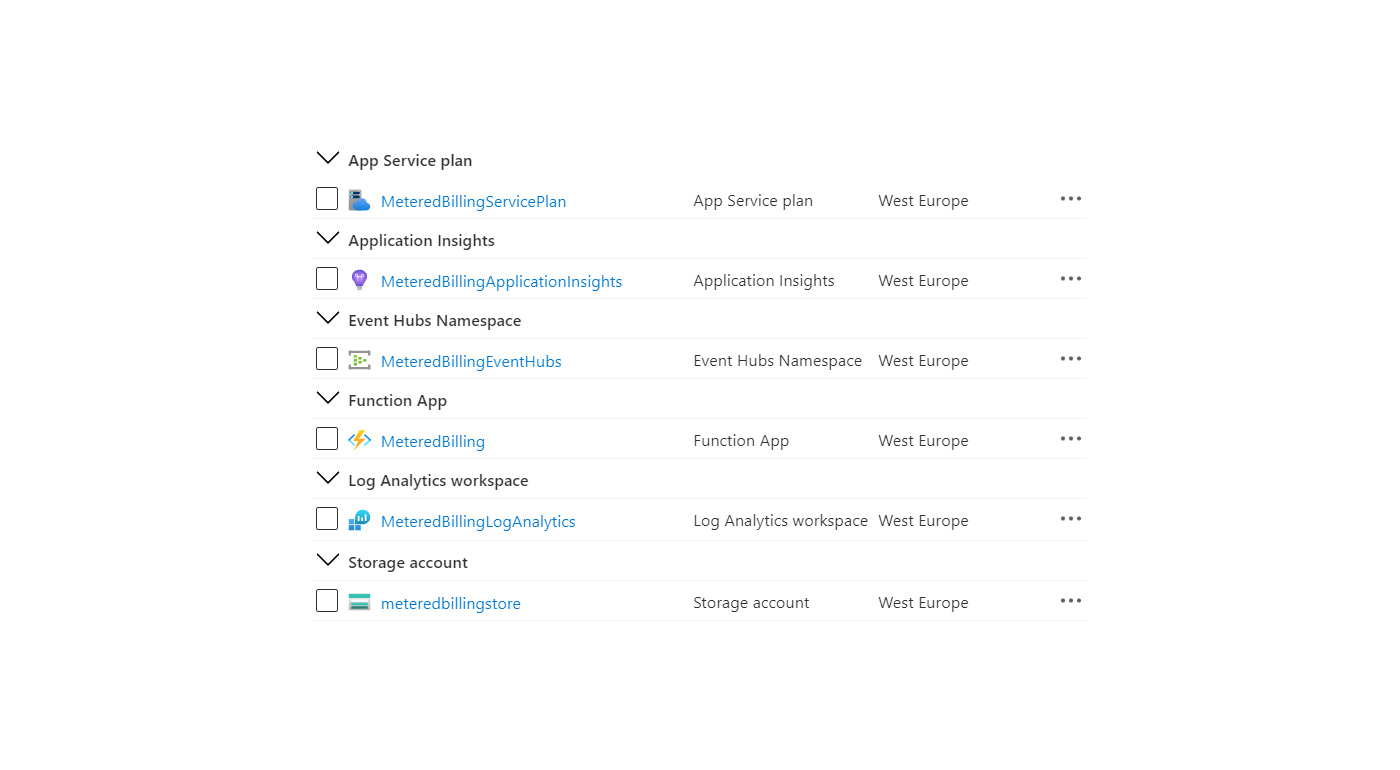 App Service plan
MeteredBillingServicePlan App Service plan West Europe
Application Insights
MeteredBillingApplicationInsights Application Insights West Europe
Event Hubs Namespace
MeteredBillingEventHubs Event Hubs Namespace West Europe
Function App
MeteredBilling Function App West Europe
Log Analytics workspace
MeteredBillingLogAnalytics Log Analytics workspace West Europe
Storage account
meteredbillingstore Storage account West Europe